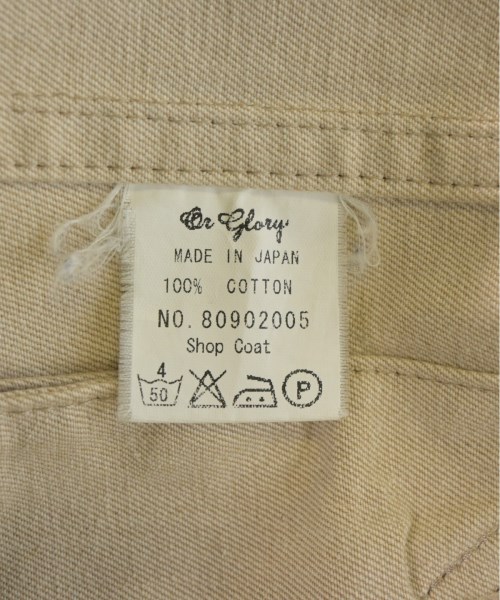 Or Glory
MADE IN JAPAN
100% COTTON
NO. 80902005
Shop Coat
4
50 P